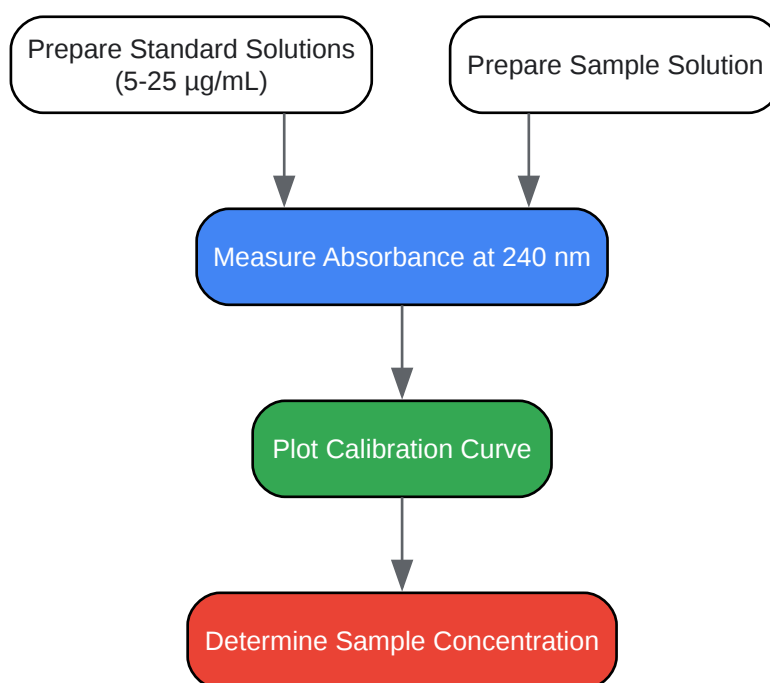 Prepare Standard Solutions
(5-25 µg/mL)
Prepare Sample Solution
Measure Absorbance at 240 nm
Plot Calibration Curve
Determine Sample Concentration